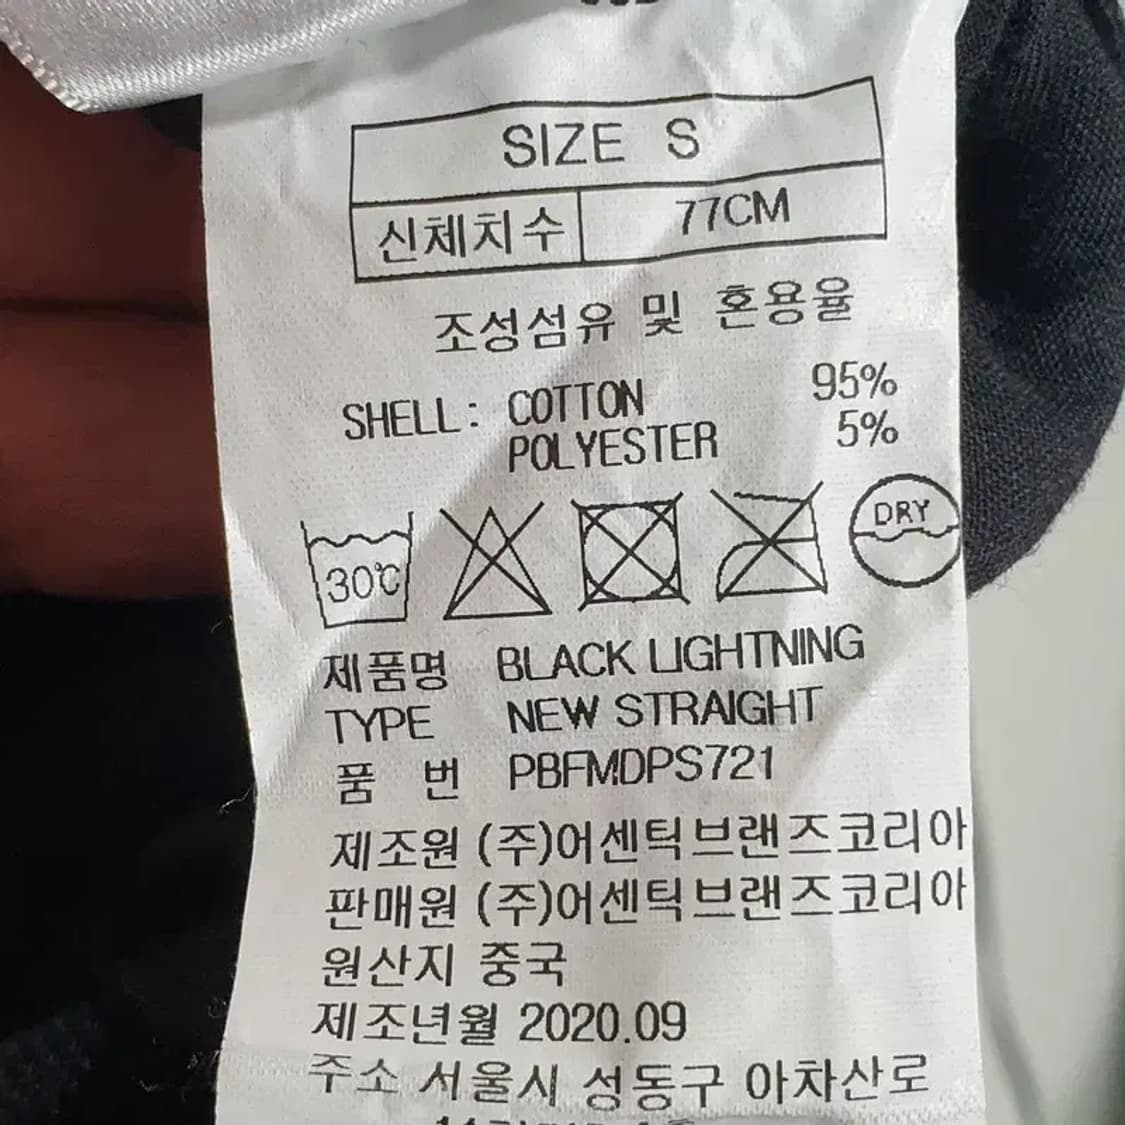 SIZE S
신체치수 77CM
조성섬유 및 혼용율
SHELL: COTTON 95%
POLYESTER 5%
30℃ DRY
제품명 BLACK LIGHTNING
TYPE NEW STRAIGHT
품 번 PBFMDPS721
제조원 (주)어센틱브랜즈코리아
판매원 (주)어센틱브랜즈코리아
원산지 중국
제조년월 2020.09
주소 서울시 성동구 아차산로